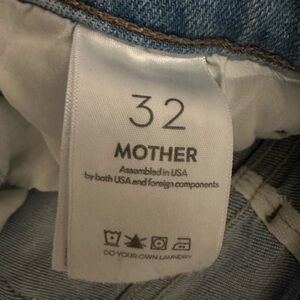 32
MOTHER
Assembled in USA
by both USA and foreign components
DO YOUR OWN LAUNDRY